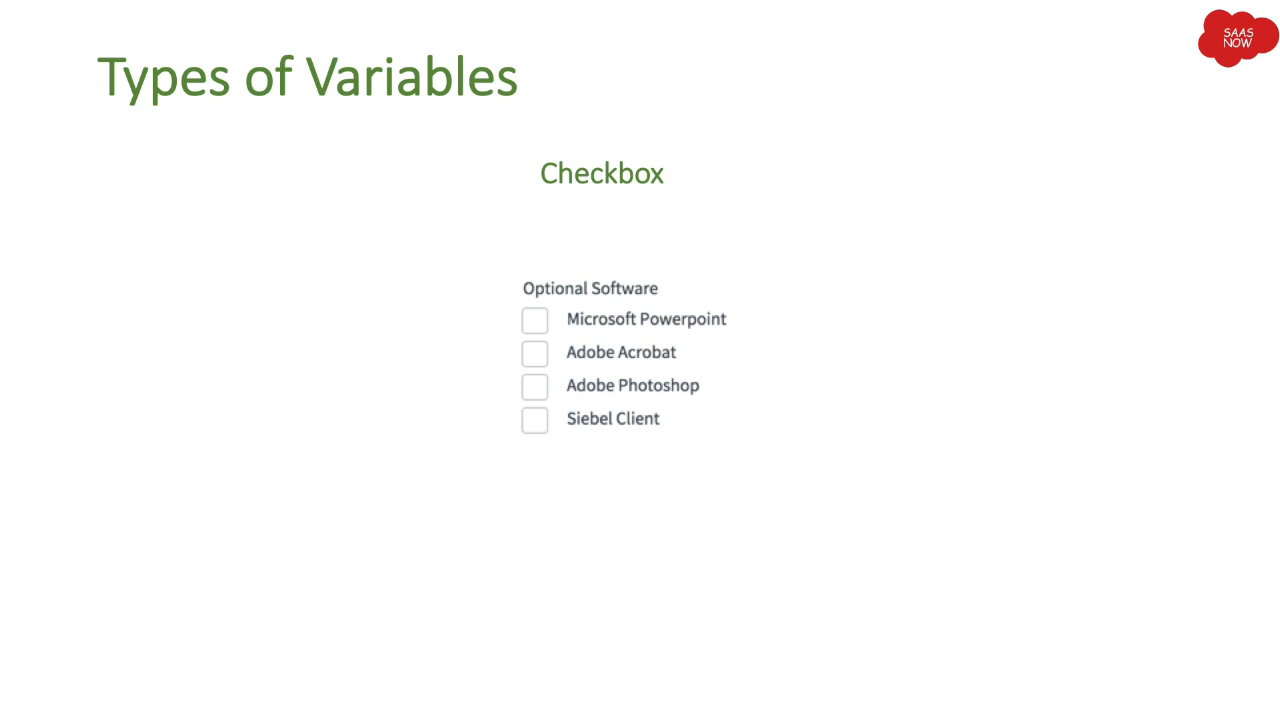 SAAS
NOW
Types of Variables
Checkbox
Optional Software
Microsoft Powerpoint
Adobe Acrobat
Adobe Photoshop
Siebel Client